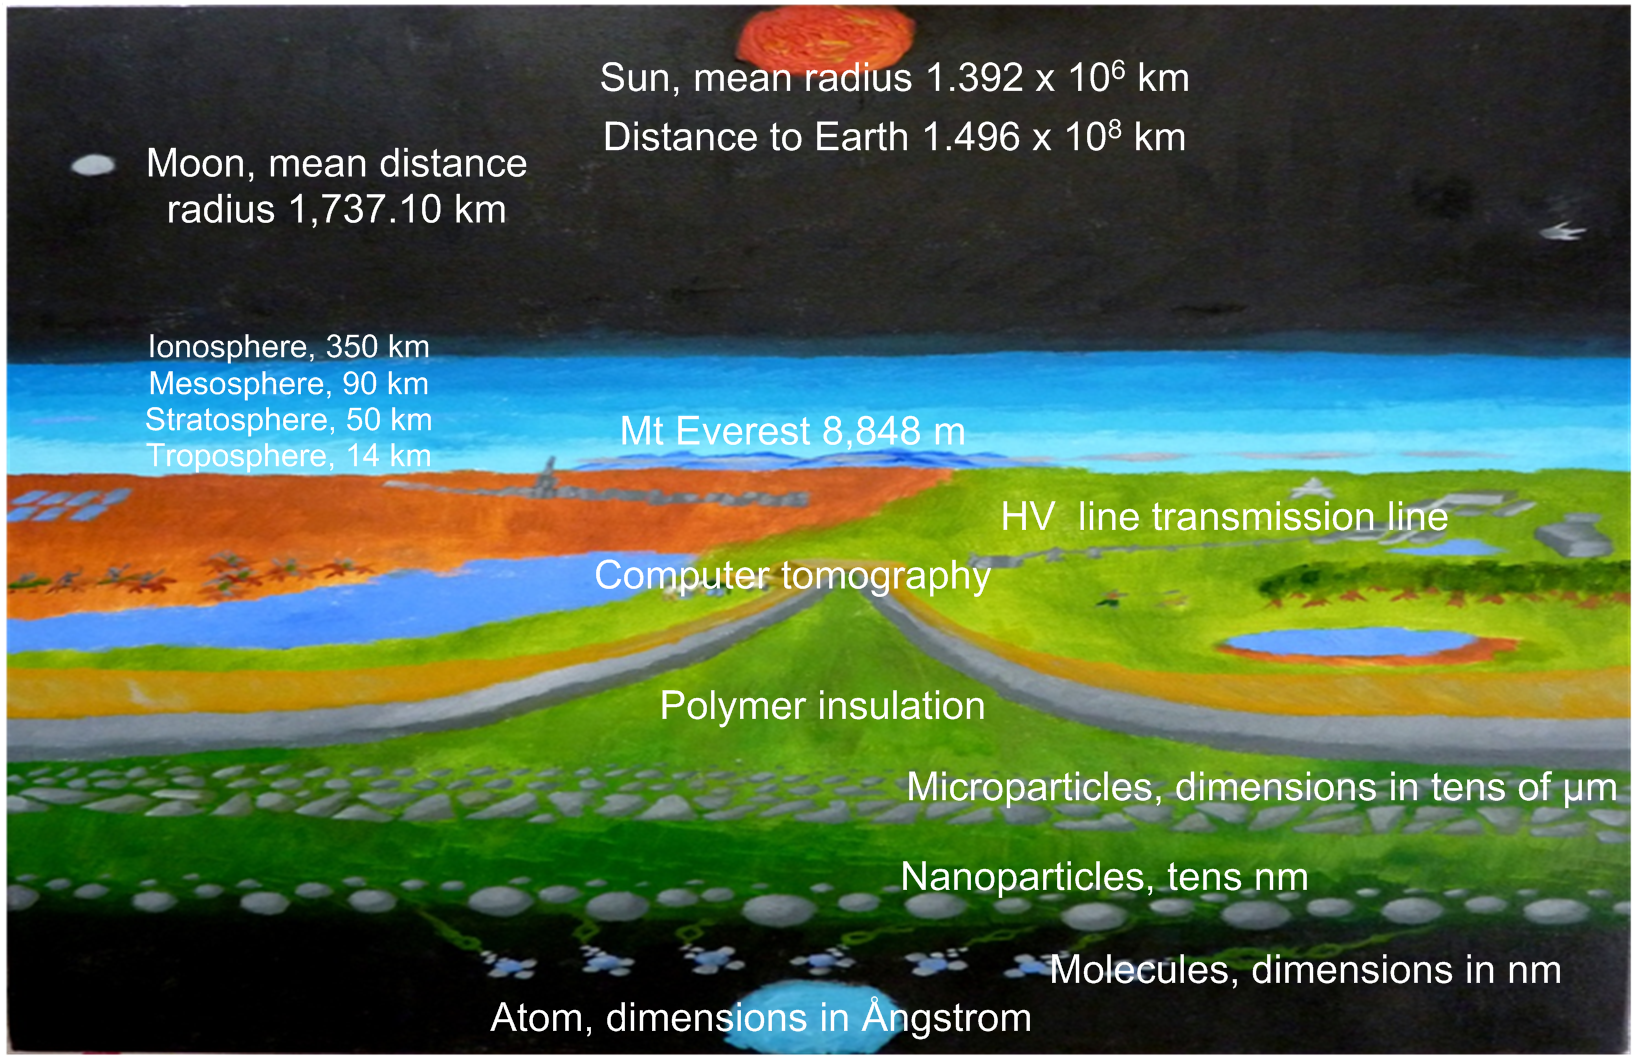 Sun, mean radius 1.392 x 10⁶ km
Distance to Earth 1.496 x 10⁸ km
Moon, mean distance
radius 1,737.10 km
Ionosphere, 350 km
Mesosphere, 90 km
Stratosphere, 50 km
Troposphere, 14 km
Mt Everest 8,848 m
HV  line transmission line
Computer tomography
Polymer insulation
Microparticles, dimensions in tens of µm
Nanoparticles, tens nm
Molecules, dimensions in nm
Atom, dimensions in Ångstrom